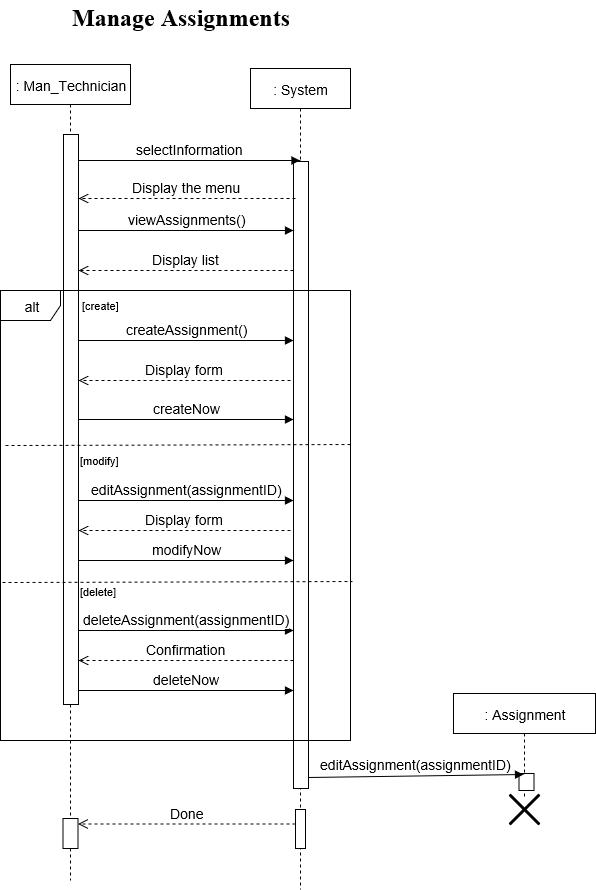 Manage Assignments
: Man_Technician
: System
selectInformation
Display the menu
viewAssignments()
Display list
alt
[create]
createAssignment()
Display form
createNow
[modify]
editAssignment(assignmentID)
Display form
modifyNow
[delete]
deleteAssignment(assignmentID)
Confirmation
deleteNow
: Assignment
editAssignment(assignmentID)
Done